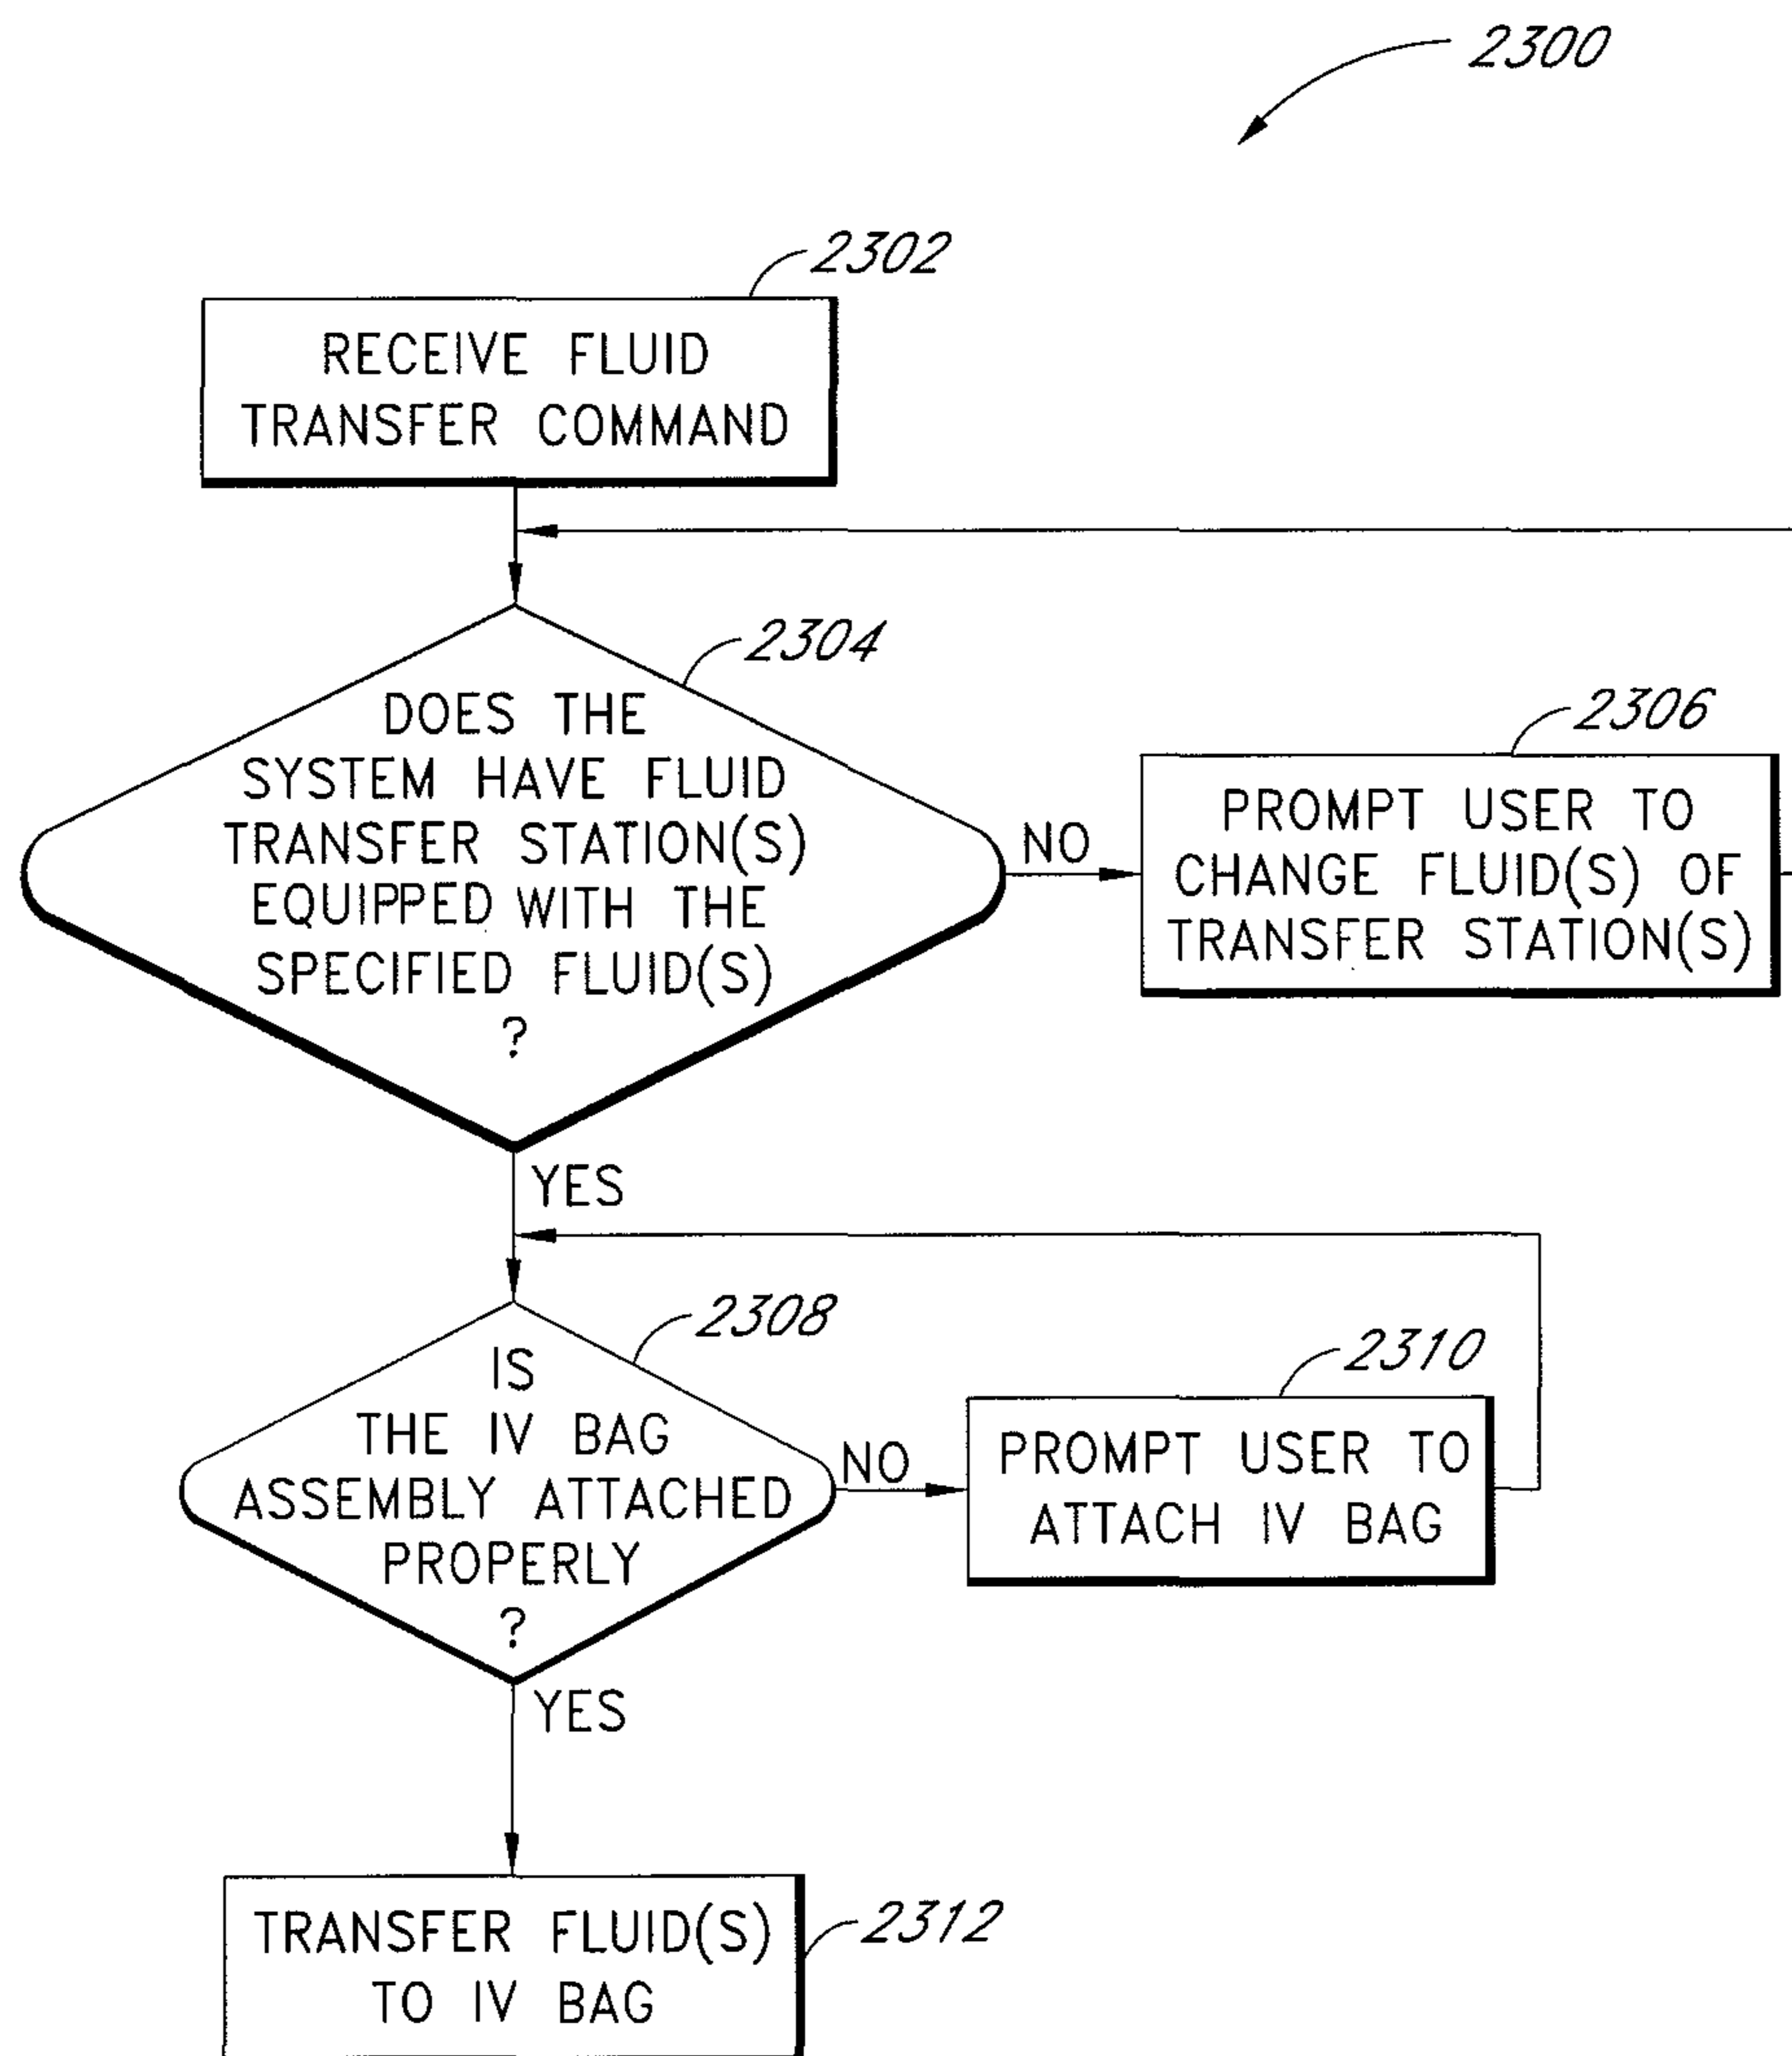 2300
2302
RECEIVE FLUID
TRANSFER COMMAND
2304
DOES THE
SYSTEM HAVE FLUID
TRANSFER STATION(S)
EQUIPPED WITH THE
SPECIFIED FLUID(S)
?
NO
2306
PROMPT USER TO
CHANGE FLUID(S) OF
TRANSFER STATION(S)
YES
2308
IS
THE IV BAG
ASSEMBLY ATTACHED
PROPERLY
?
NO
2310
PROMPT USER TO
ATTACH IV BAG
YES
2312
TRANSFER FLUID(S)
TO IV BAG